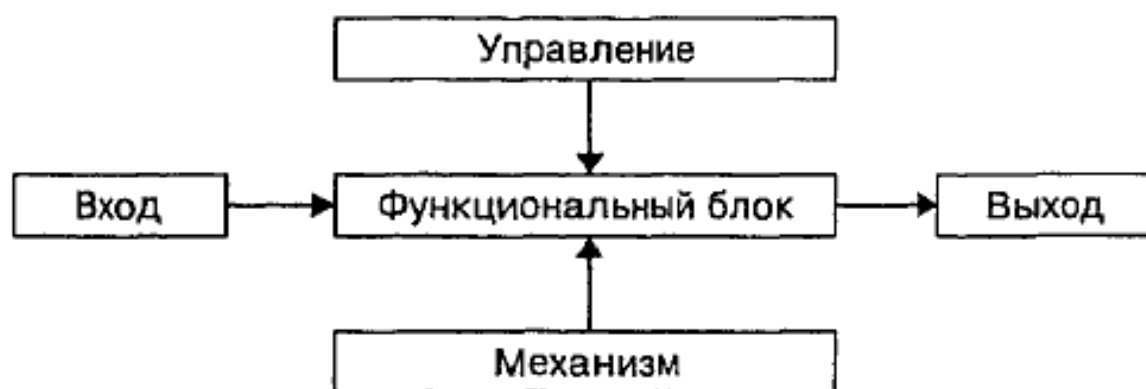 Управление
Вход
Функциональный блок
Выход
Механизм